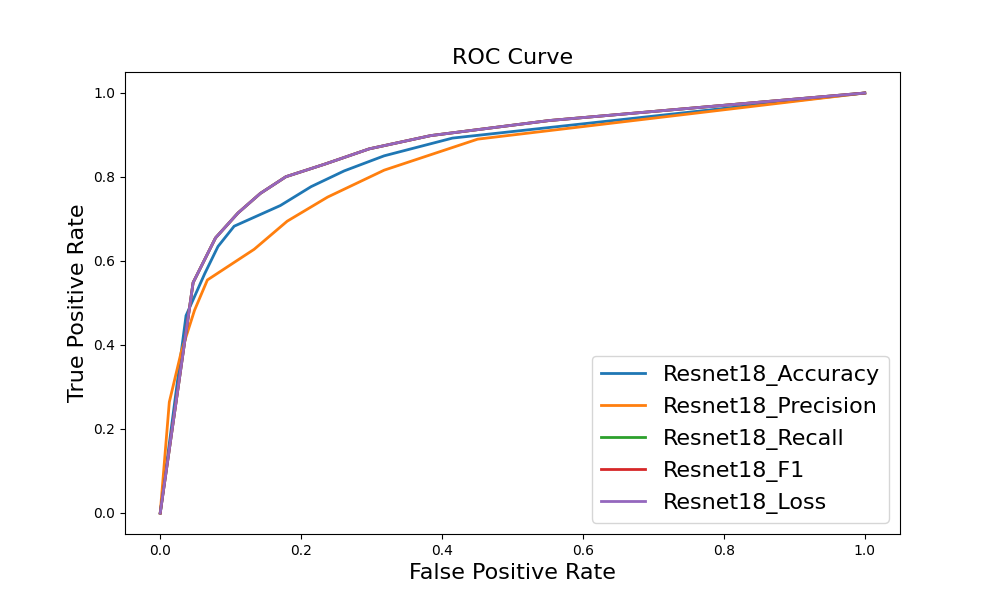 ROC Curve
True Positive Rate
1.0
0.8
0.6
0.4
0.2
0.0
Resnet18_Accuracy
Resnet18_Precision
Resnet18_Recall
Resnet18_F1
Resnet18_Loss
0.0 0.2 0.4 0.6 0.8 1.0
False Positive Rate